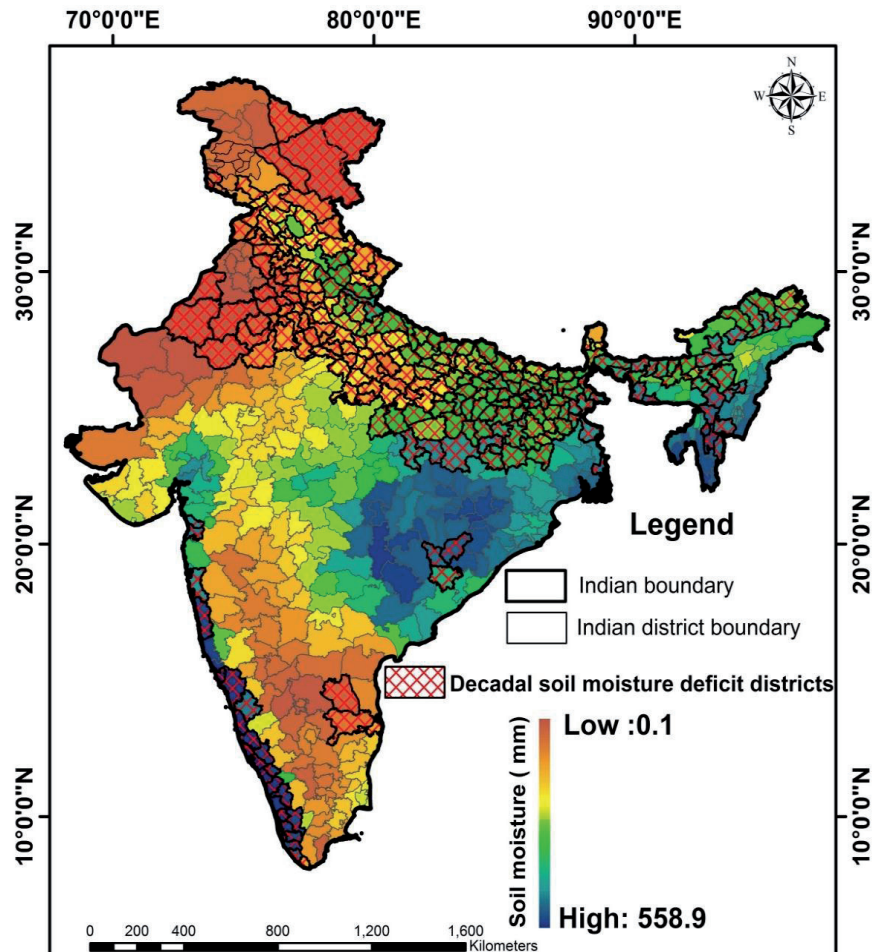 70°0'0"E 80°0'0"E 90°0'0"E
N
W E
S
30°0'0"N 30°0'0"N
20°0'0"N 20°0'0"N
10°0'0"N 10°0'0"N
Legend
Indian boundary
Indian district boundary
Decadal soil moisture deficit districts
Soil moisture ( mm)
Low :0.1
High: 558.9
0 200 400 800 1,200 1,600
Kilometers